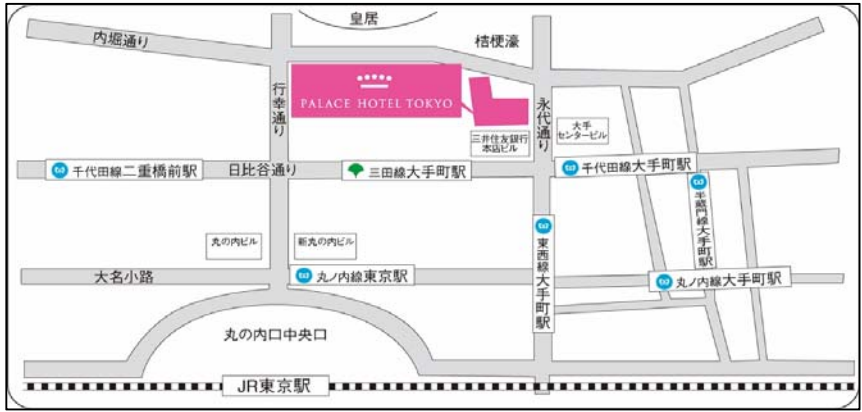 皇居
内堀通り
桔梗濠
行幸通り
PALACE HOTEL TOKYO
永代通り
三井住友銀行
本店ビル
大手
センタービル
千代田線二重橋前駅
日比谷通り
三田線大手町駅
千代田線大手町駅
半蔵門線大手町駅
丸の内ビル
新丸の内ビル
東西線大手町駅
大名小路
丸ノ内線東京駅
丸ノ内線大手町駅
丸の内口中央口
JR東京駅